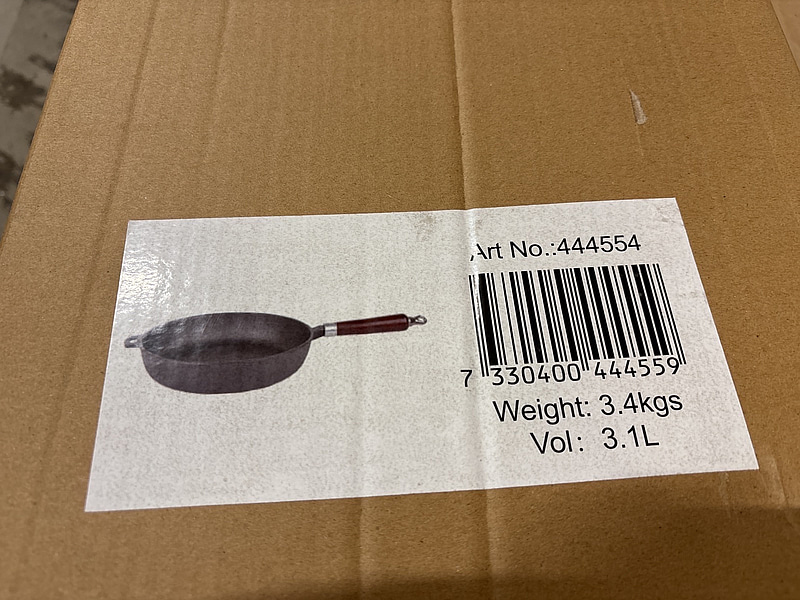 Art No.:444554
7 330400 444559
Weight: 3.4kgs
Vol: 3.1L